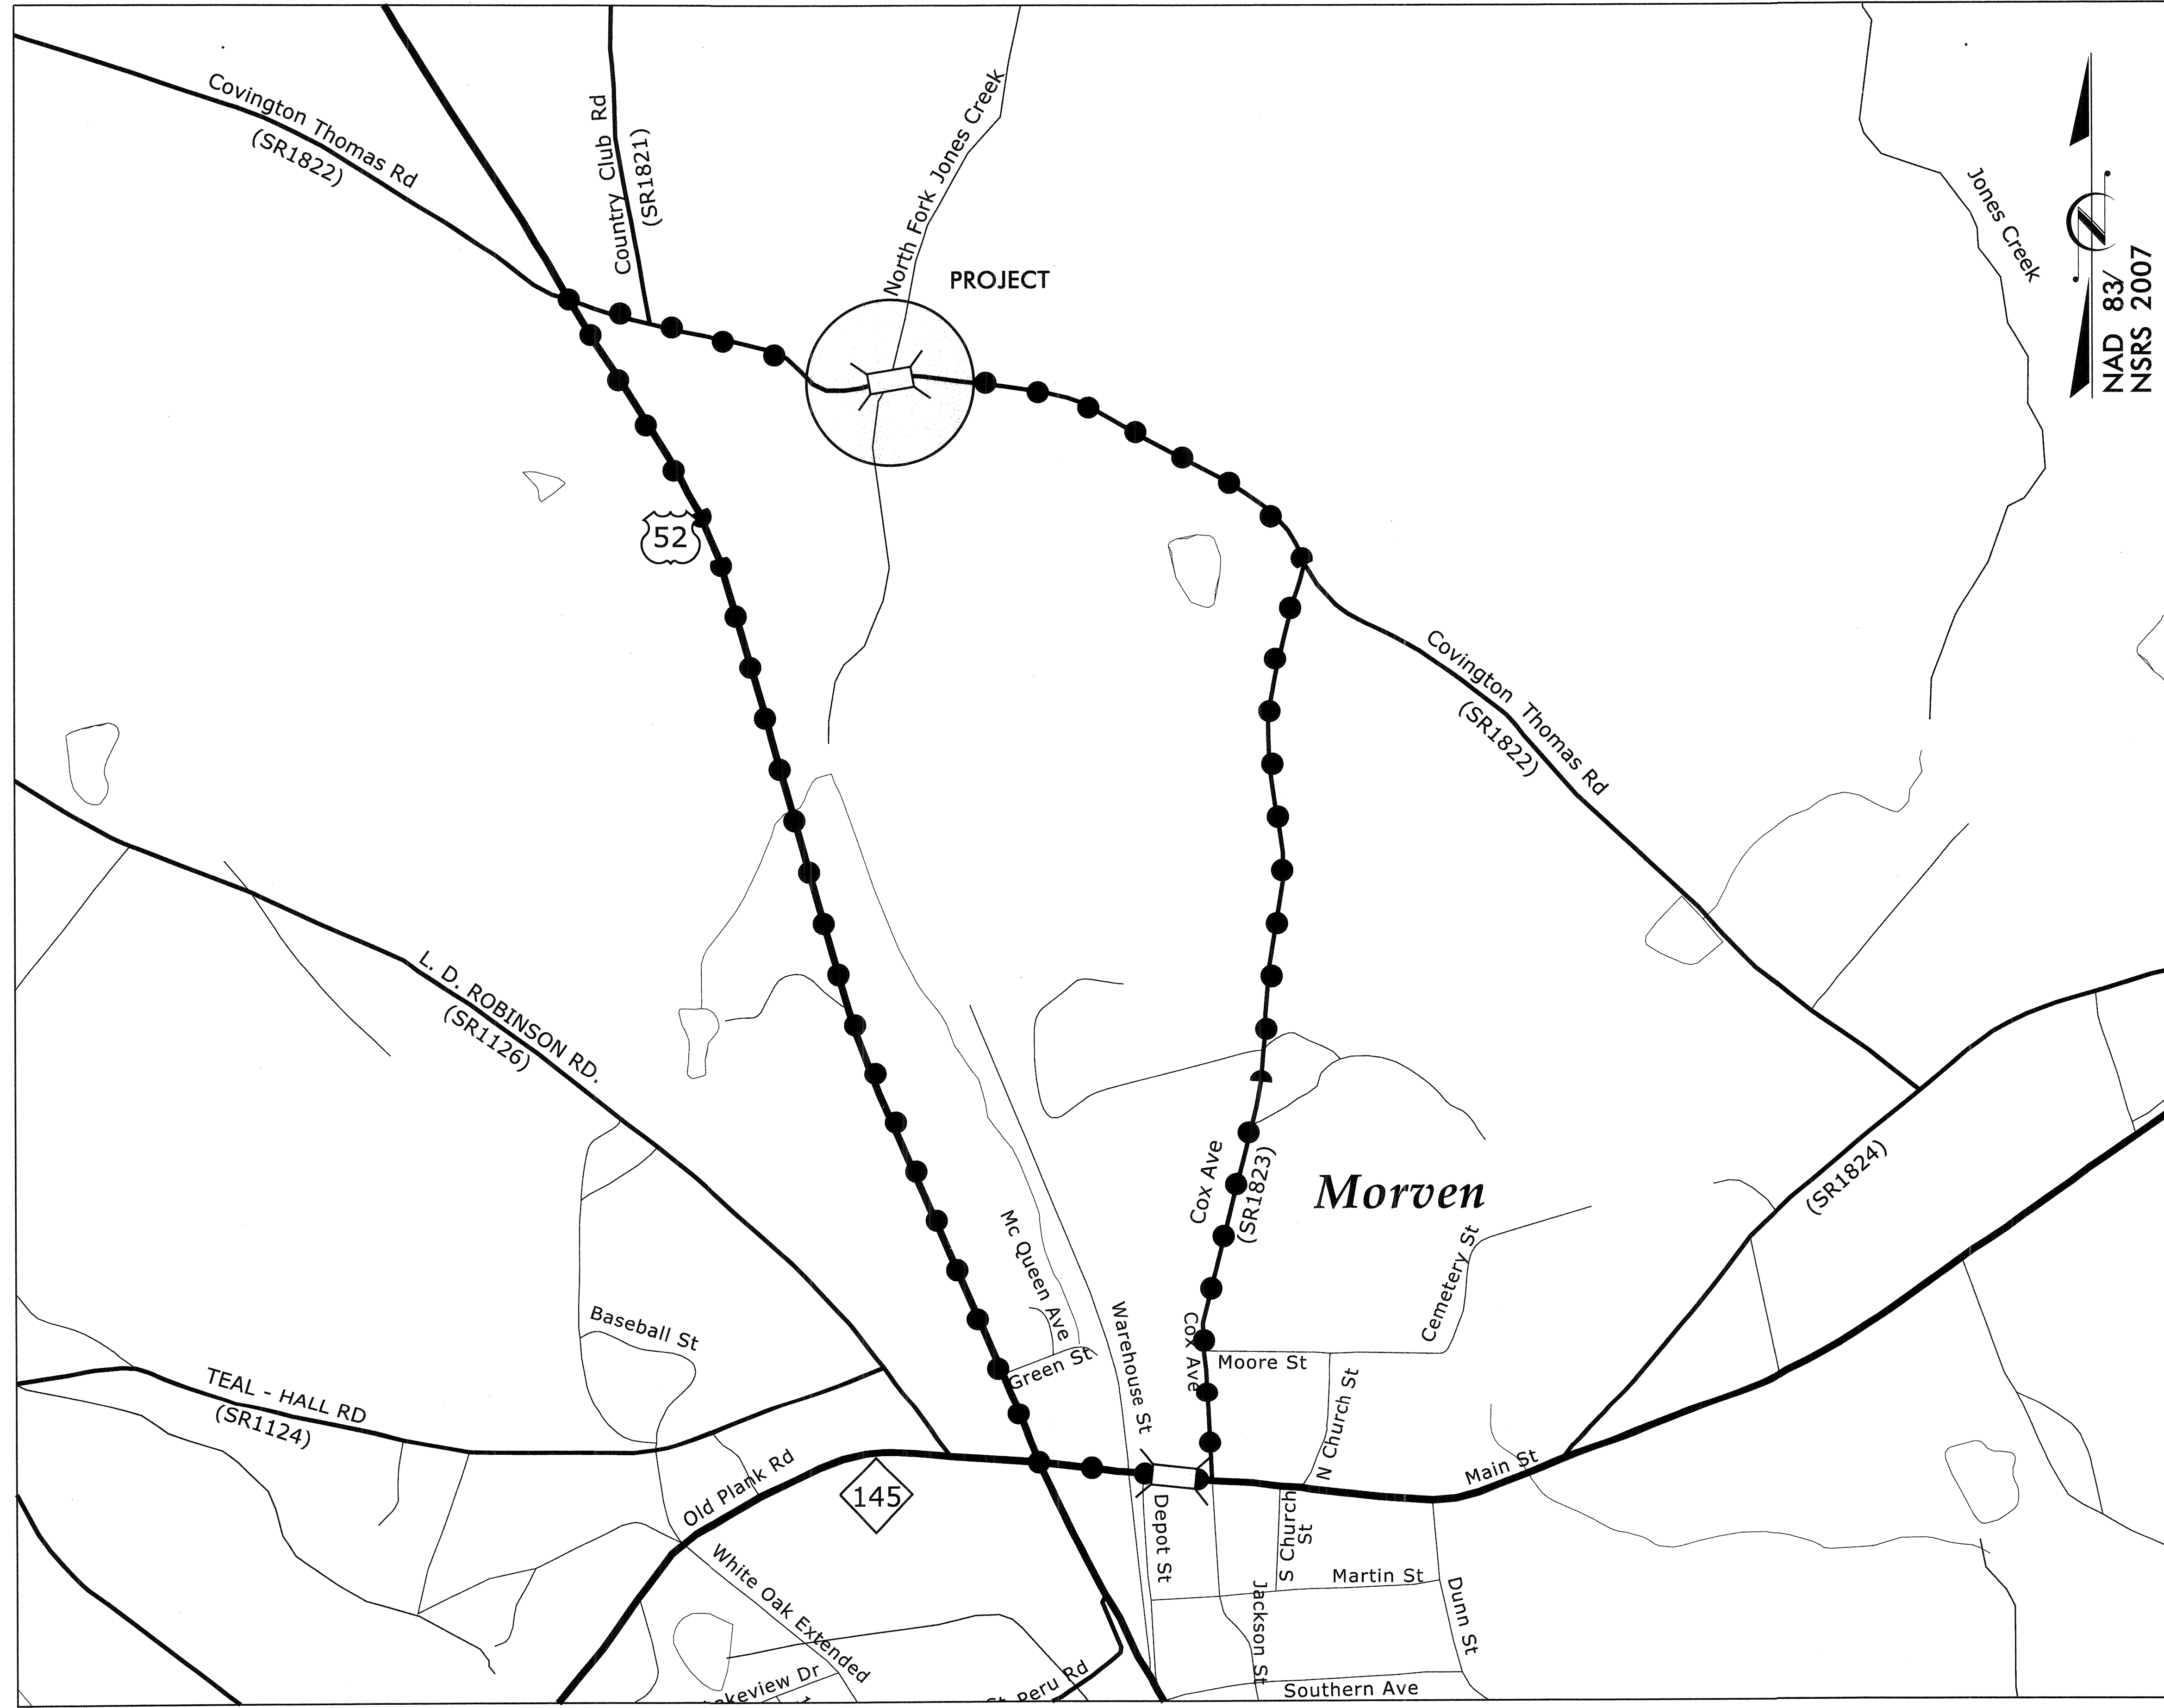 Covington Thomas Rd
(SR1822)
Country Club Rd
(SR1821)
North Fork Jones Creek
PROJECT
Jones Creek
NAD 83/
NSRS 2007
52
Covington Thomas Rd
(SR1822)
L. D. ROBINSON RD.
(SR1126)
Cox Ave
(SR1823)
Morven
(SR1824)
Mc Queen Ave
Cemetery St
Baseball St
Warehouse St
Cox Ave
Moore St
Green St
TEAL - HALL RD
(SR1124)
N Church St
Main St
Old Plank Rd
145
Depot St
S Church
St
Martin St
White Oak Extended
Jackson St
Dunn St
Peru Rd
Southern Ave
Dr